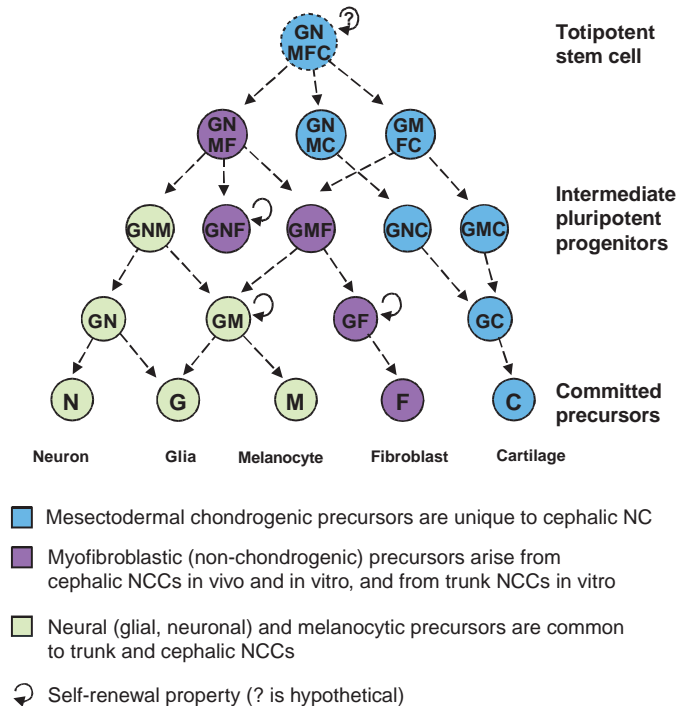 ?
GN
MFC
Totipotent
stem cell
GN
MF
GN
MC
GM
FC
Intermediate
pluripotent
progenitors
GNM
GNF
GMF
GNC
GMC
GN
GM
GF
GC
Committed
precursors
N
G
M
F
C
Neuron
Glia
Melanocyte
Fibroblast
Cartilage
Mesectodermal chondrogenic precursors are unique to cephalic NC
Myofibroblastic (non-chondrogenic) precursors arise from
cephalic NCCs in vivo and in vitro, and from trunk NCCs in vitro
Neural (glial, neuronal) and melanocytic precursors are common
to trunk and cephalic NCCs
Self-renewal property (? is hypothetical)